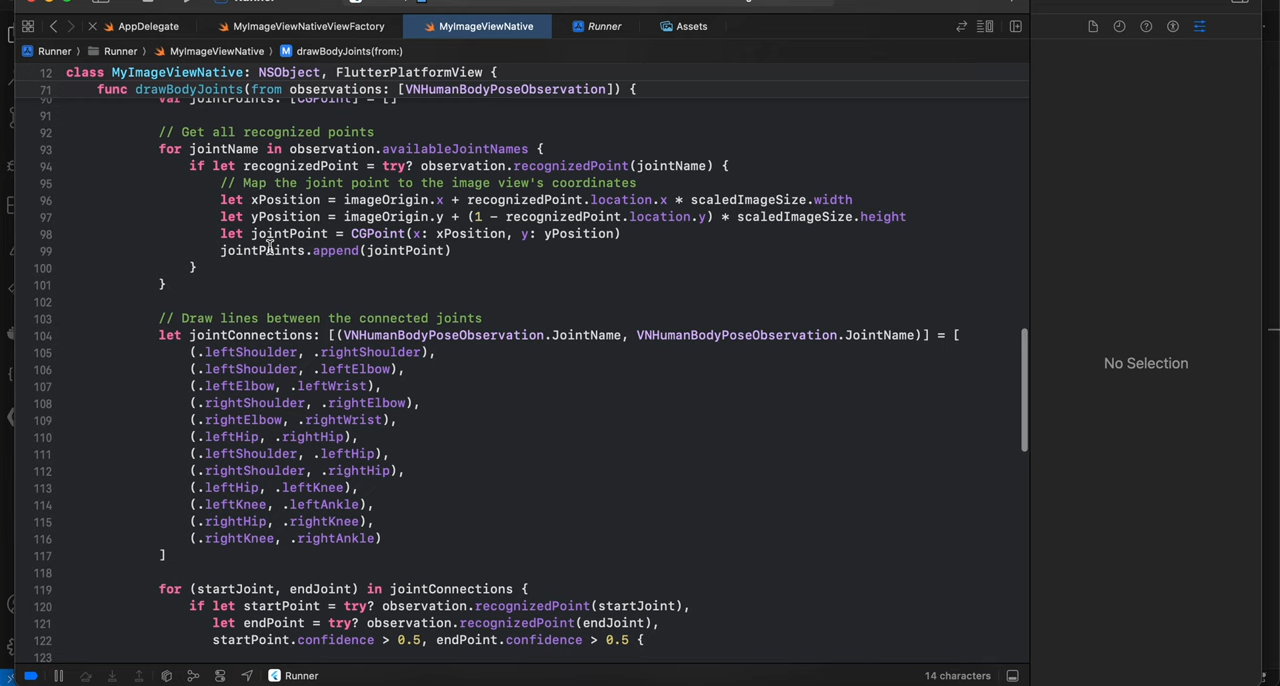 AppDelegate MyImageViewNativeViewFactory MyImageViewNative Runner Assets
Runner Runner MyImageViewNative drawBodyJoints(from:)
12 class MyImageViewNative: NSObject, FlutterPlatformView {
71 func drawBodyJoints(from observations: [VNHumanBodyPoseObservation]) {
90 var jointPoints: [CGPoint] = []
91
92 // Get all recognized points
93 for jointName in observation.availableJointNames {
94 if let recognizedPoint = try? observation.recognizedPoint(jointName) {
95 // Map the joint point to the image view's coordinates
96 let xPosition = imageOrigin.x + recognizedPoint.location.x * scaledImageSize.width
97 let yPosition = imageOrigin.y + (1 - recognizedPoint.location.y) * scaledImageSize.height
98 let jointPoint = CGPoint(x: xPosition, y: yPosition)
99 jointPoints.append(jointPoint)
100 }
101 }
102
103 // Draw lines between the connected joints
104 let jointConnections: [(VNHumanBodyPoseObservation.JointName, VNHumanBodyPoseObservation.JointName)] = [
105 (.leftShoulder, .rightShoulder),
106 (.leftShoulder, .leftElbow),
107 (.leftElbow, .leftWrist),
108 (.rightShoulder, .rightElbow),
109 (.rightElbow, .rightWrist),
110 (.leftHip, .rightHip),
111 (.leftShoulder, .leftHip),
112 (.rightShoulder, .rightHip),
113 (.leftHip, .leftKnee),
114 (.leftKnee, .leftAnkle),
115 (.rightHip, .rightKnee),
116 (.rightKnee, .rightAnkle)
117 ]
118
119 for (startJoint, endJoint) in jointConnections {
120 if let startPoint = try? observation.recognizedPoint(startJoint),
121 let endPoint = try? observation.recognizedPoint(endJoint),
122 startPoint.confidence > 0.5, endPoint.confidence > 0.5 {
123
No Selection
Runner
14 characters